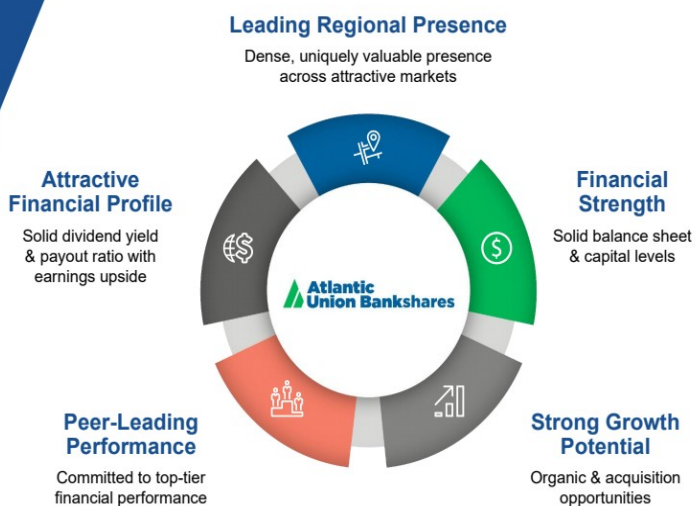 Leading Regional Presence
Dense, uniquely valuable presence
across attractive markets
Attractive
Financial Profile
Solid dividend yield
& payout ratio with
earnings upside
Financial
Strength
Solid balance sheet
& capital levels
Atlantic
Union Bankshares
Peer-Leading
Performance
Committed to top-tier
financial performance
Strong Growth
Potential
Organic & acquisition
opportunities